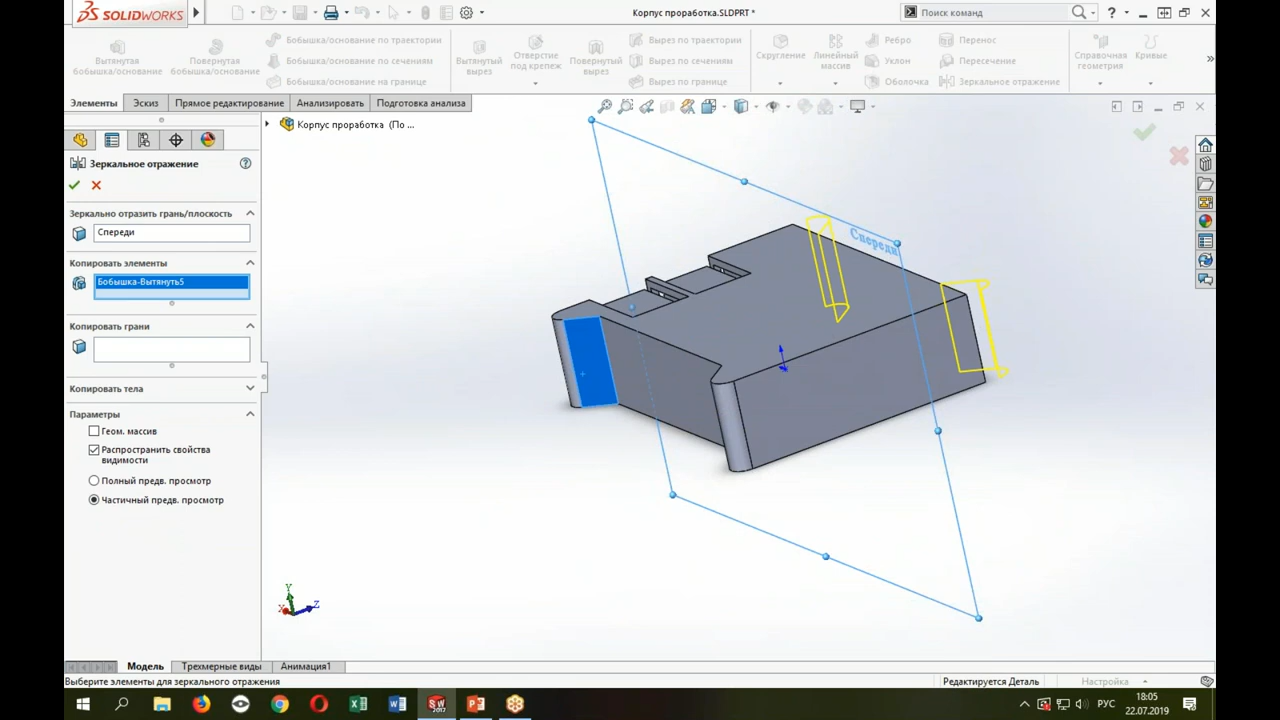 SOLIDWORKS
Корпус проработка.SLDPRT *
Поиск команд
Вытянутая бобышка/основание
Повернутая бобышка/основание
Бобышка/основание по траектории
Бобышка/основание по сечениям
Бобышка/основание на границе
Вытянутый вырез
Отверстие под крепеж
Повернутый вырез
Вырез по траектории
Вырез по сечениям
Вырез по границе
Скругление
Линейный массив
Ребро
Уклон
Оболочка
Перенос
Пересечение
Зеркальное отражение
Справочная геометрия
Кривые
Элементы
Эскиз
Прямое редактирование
Анализировать
Подготовка анализа
Корпус проработка (По ...
Зеркальное отражение
Зеркально отразить грань/плоскость
Спереди
Копировать элементы
Бобышка-Вытянуть5
Копировать грани
Копировать тела
Параметры
Геом. массив
Распространить свойства
видимости
Полный предв. просмотр
Частичный предв. просмотр
Спереди
Y
X
Z
Модель
Трехмерные виды
Анимация1
Выберите элементы для зеркального отражения
Редактируется Деталь
Настройка
SW
2017
РУС
18:05
22.07.2019